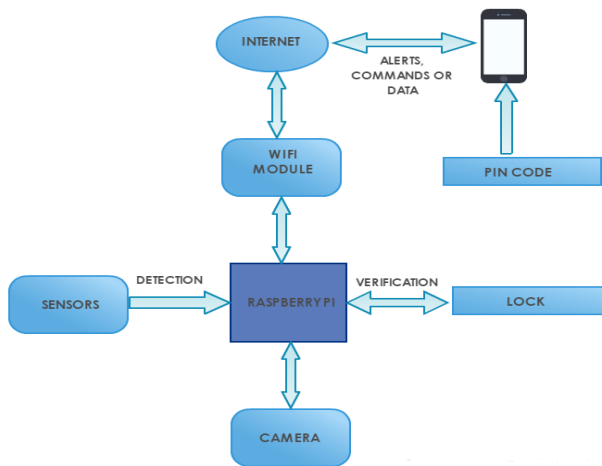 INTERNET
ALERTS,
COMMANDS OR
DATA
WIFI
MODULE
PIN CODE
DETECTION
VERIFICATION
SENSORS
RASPBERRY PI
LOCK
CAMERA